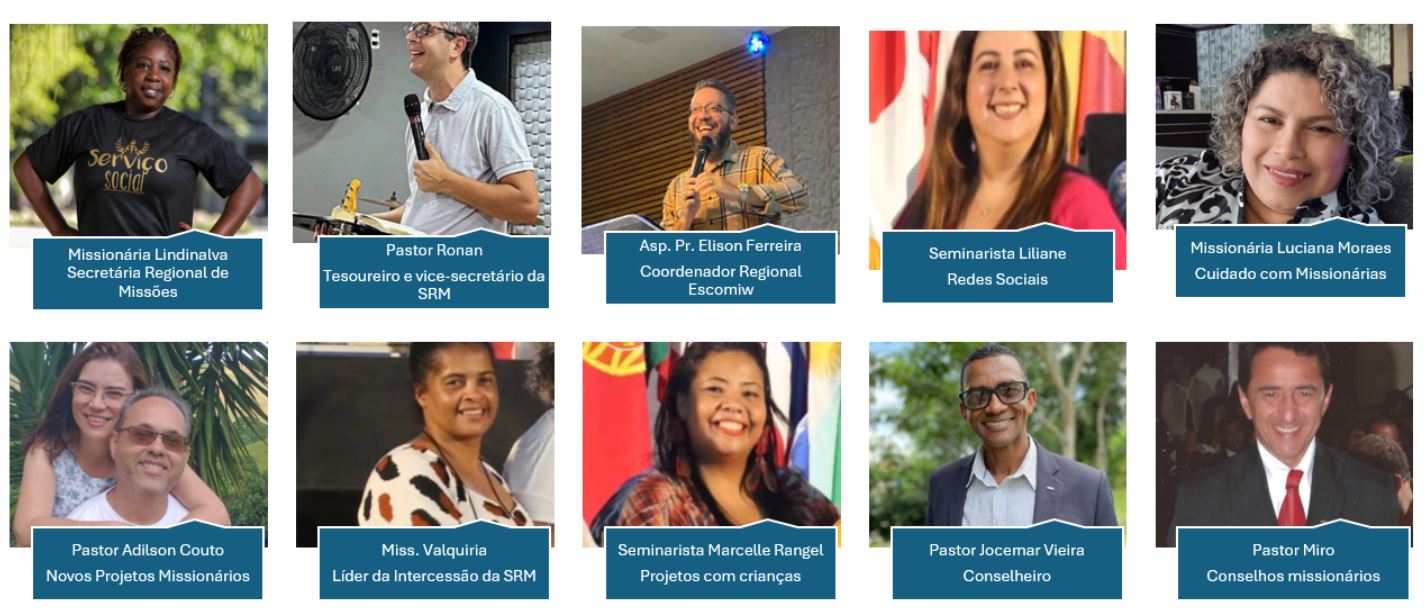 Serviço
social
Missionária Lindinalva
Secretária Regional de
Missões
Pastor Ronan
Tesoureiro e vice-secretário da
SRM
Asp. Pr. Elison Ferreira
Coordenador Regional
Escomiw
Seminarista Liliane
Redes Sociais
Missionária Luciana Moraes
Cuidado com Missionárias
Pastor Adilson Couto
Novos Projetos Missionários
Miss. Valquiria
Líder da Intercessão da SRM
Seminarista Marcelle Rangel
Projetos com crianças
Pastor Jocemar Vieira
Conselheiro
Pastor Miro
Conselhos missionários